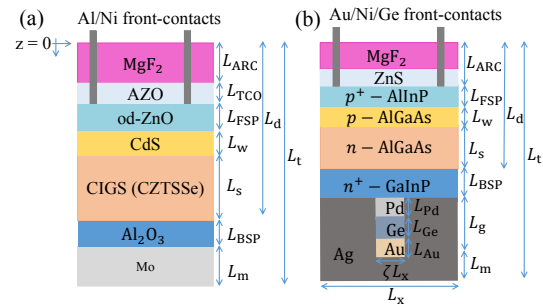 (a)
Al/Ni front-contacts
z = 0
MgF₂
L_ARC
AZO
L_TCO
od-ZnO
L_FSP
L_d
CdS
L_w
L_t
CIGS (CZTSSe)
L_s
Al₂O₃
L_BSP
Mo
L_m
(b)
Au/Ni/Ge front-contacts
MgF₂
L_ARC
ZnS
p⁺ − AlInP
L_FSP
p - AlGaAs
L_w
L_d
n − AlGaAs
L_s
L_t
n⁺ − GaInP
L_BSP
Pd
L_Pd
Ge
L_Ge
L_g
Au
L_Au
Ag
ζL_x
L_m
L_x